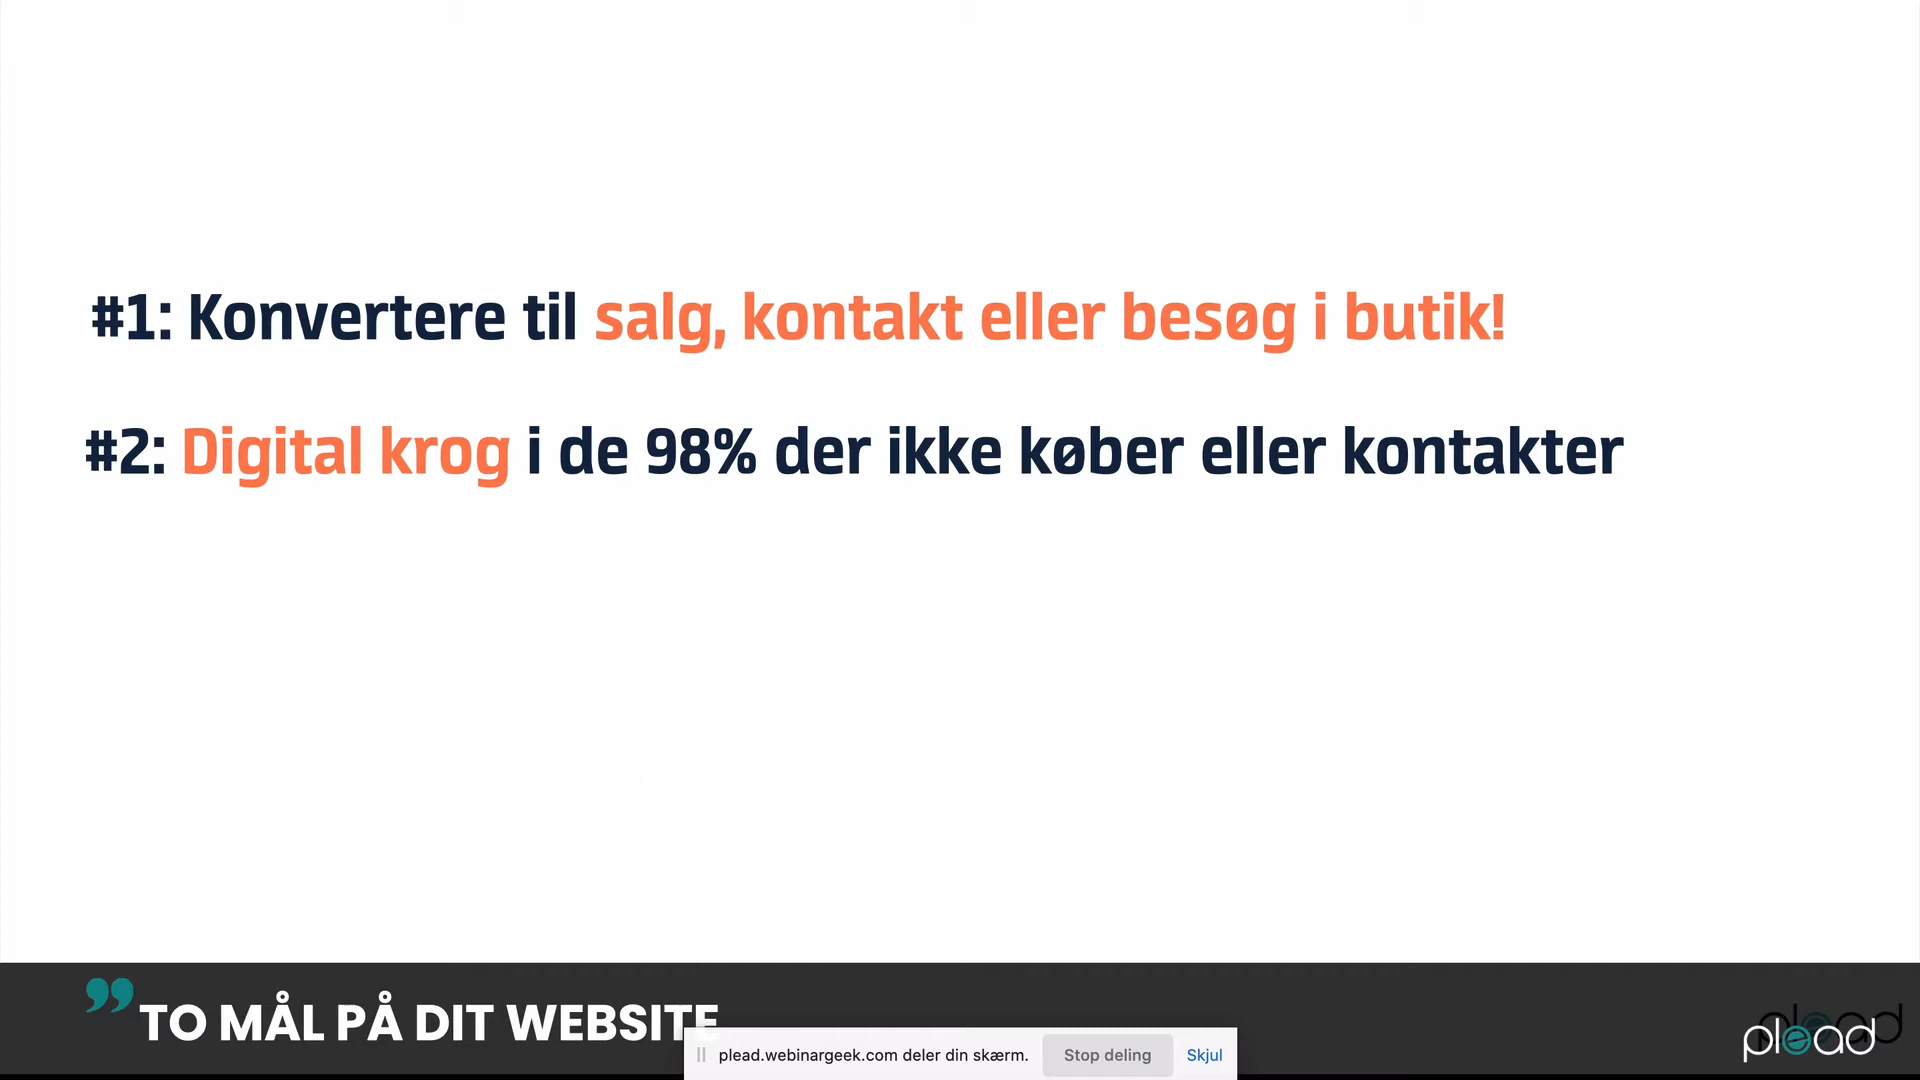 #1: Konvertere til salg, kontakt eller besøg i butik!
#2: Digital krog i de 98% der ikke køber eller kontakter
” TO MÅL PÅ DIT WEBSITE
plead.webinargeek.com deler din skærm.
Stop deling
Skjul
plead
plead